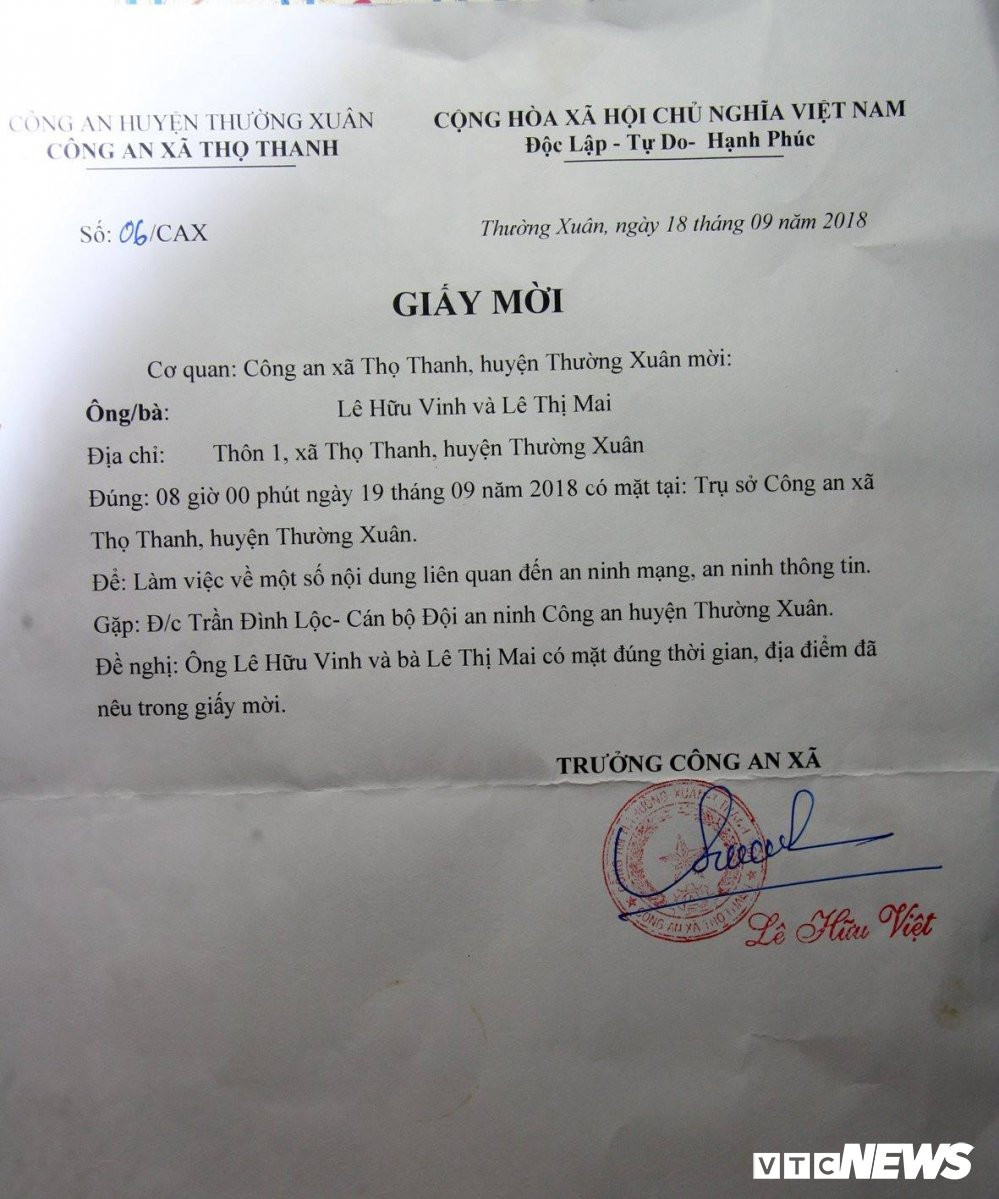 CÔNG AN HUYỆN THƯỜNG XUÂN
CÔNG AN XÃ THỌ THANH
CỘNG HÒA XÃ HỘI CHỦ NGHĨA VIỆT NAM
Độc Lập - Tự Do- Hạnh Phúc
Số: 06/CAX
Thường Xuân, ngày 18 tháng 09 năm 2018
GIẤY MỜI
Cơ quan: Công an xã Thọ Thanh, huyện Thường Xuân mời:
Ông/bà: Lê Hữu Vinh và Lê Thị Mai
Địa chỉ: Thôn 1, xã Thọ Thanh, huyện Thường Xuân
Đúng: 08 giờ 00 phút ngày 19 tháng 09 năm 2018 có mặt tại: Trụ sở Công an xã
Thọ Thanh, huyện Thường Xuân.
Để: Làm việc về một số nội dung liên quan đến an ninh mạng, an ninh thông tin.
Gặp: Đ/c Trần Đình Lộc- Cán bộ Đội an ninh Công an huyện Thường Xuân.
Đề nghị: Ông Lê Hữu Vinh và bà Lê Thị Mai có mặt đúng thời gian, địa điểm đã
nêu trong giấy mời.
TRƯỞNG CÔNG AN XÃ
CÔNG AN XÃ THỌ THANH
Lê Hữu Việt
VTC NEWS